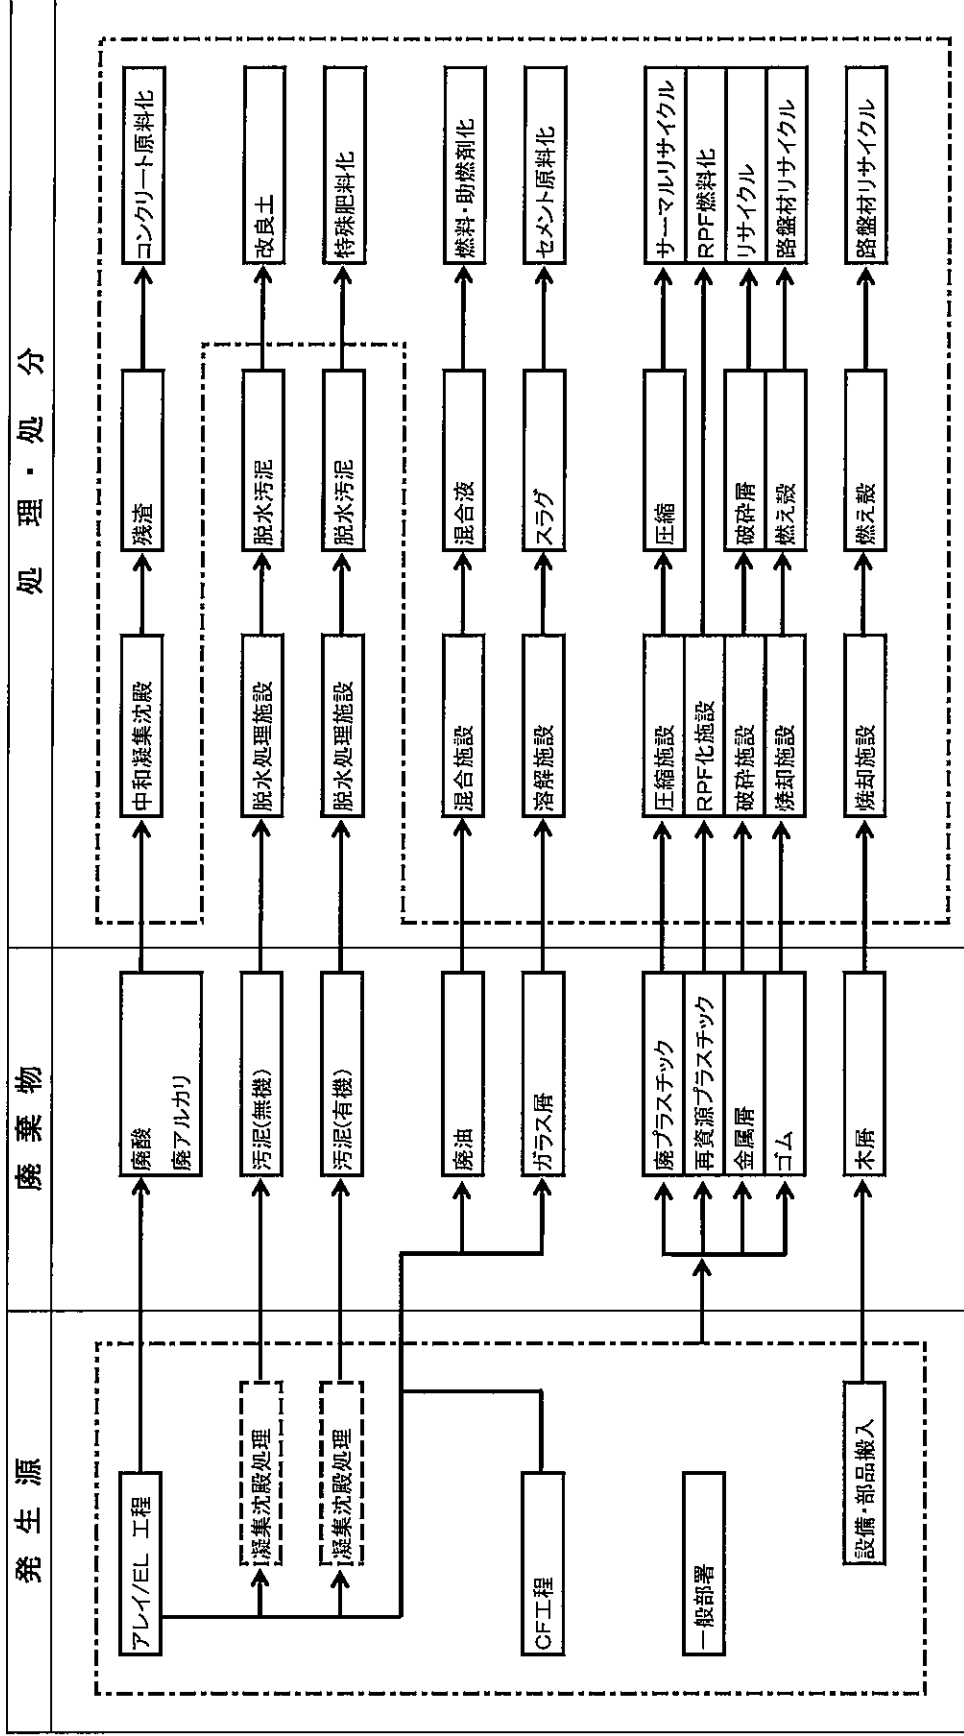 発生源
廃棄物
処理・処分
アレイ/EL 工程
廃酸
廃アルカリ
中和凝集沈殿
残渣
コンクリート原料化
凝集沈殿処理
汚泥(無機)
脱水処理施設
脱水汚泥
改良土
凝集沈殿処理
汚泥(有機)
脱水処理施設
脱水汚泥
特殊肥料化
廃油
混合施設
混合液
燃料・助燃剤化
CF工程
ガラス屑
溶解施設
スラグ
セメント原料化
廃プラスチック
圧縮施設
圧縮
サーマルリサイクル
一般部署
再資源プラスチック
RPF化施設
RPF燃料化
金属屑
破砕施設
破砕屑
リサイクル
ゴム
焼却施設
燃え殻
路盤材リサイクル
設備・部品搬入
木屑
焼却施設
燃え殻
路盤材リサイクル